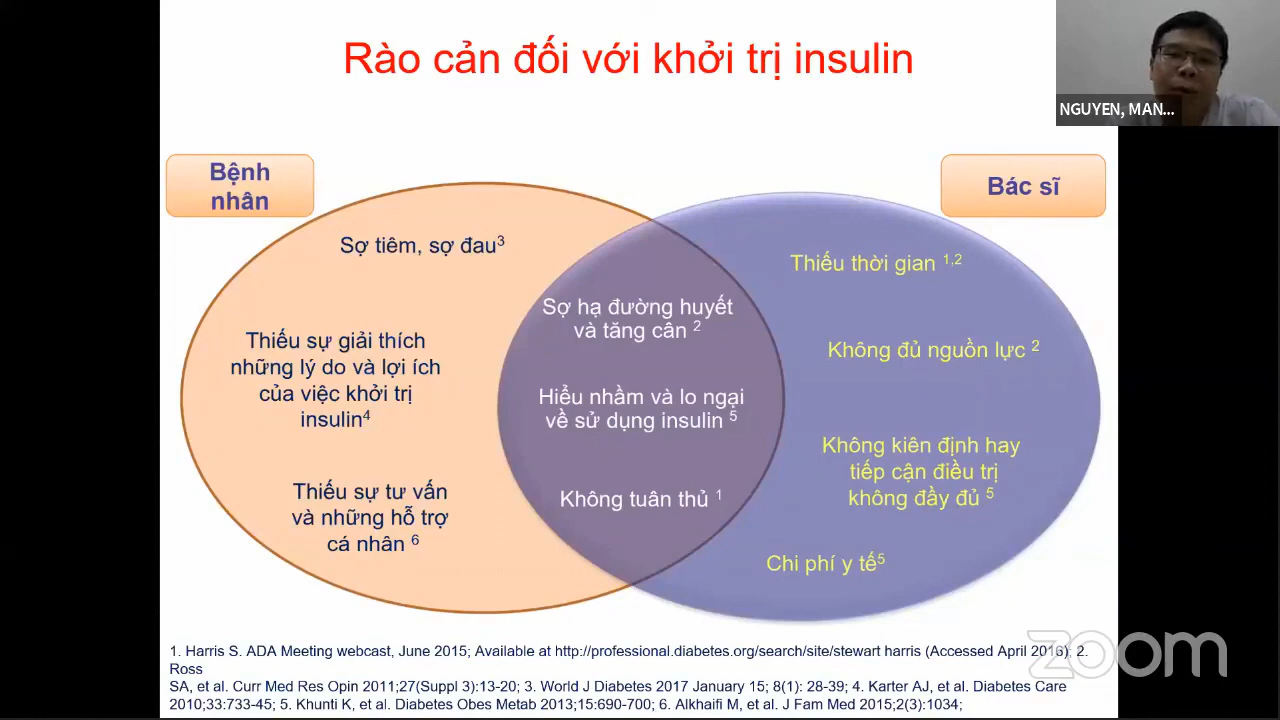 Rào cản đối với khởi trị insulin
NGUYEN, MAN...
Bệnh
nhân
Bác sĩ
Sợ tiêm, sợ đau3
Thiếu sự giải thích
những lý do và lợi ích
của việc khởi trị
insulin4
Thiếu sự tư vấn
và những hỗ trợ
cá nhân 6
Sợ hạ đường huyết
và tăng cân 2
Hiểu nhầm và lo ngại
về sử dụng insulin 5
Không tuân thủ 1
Thiếu thời gian 1,2
Không đủ nguồn lực 2
Không kiên định hay
tiếp cận điều trị
không đầy đủ 5
Chi phí y tế5
1. Harris S. ADA Meeting webcast, June 2015; Available at http://professional.diabetes.org/search/site/stewart harris (Accessed April 2016); 2.
Ross
SA, et al. Curr Med Res Opin 2011;27(Suppl 3):13-20; 3. World J Diabetes 2017 January 15; 8(1): 28-39; 4. Karter AJ, et al. Diabetes Care
2010;33:733-45; 5. Khunti K, et al. Diabetes Obes Metab 2013;15:690-700; 6. Alkhaifi M, et al. J Fam Med 2015;2(3):1034;
zoom